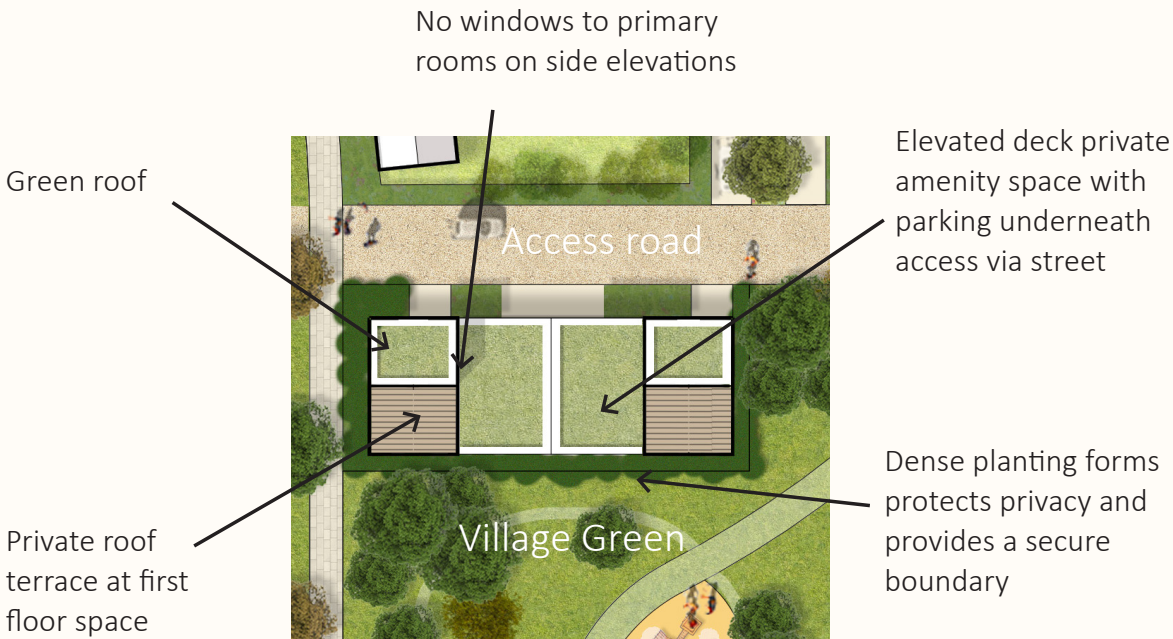 No windows to primary
rooms on side elevations
Green roof
Elevated deck private
amenity space with
parking underneath
access via street
Access road
Village Green
Dense planting forms
protects privacy and
provides a secure
boundary
Private roof
terrace at first
floor space